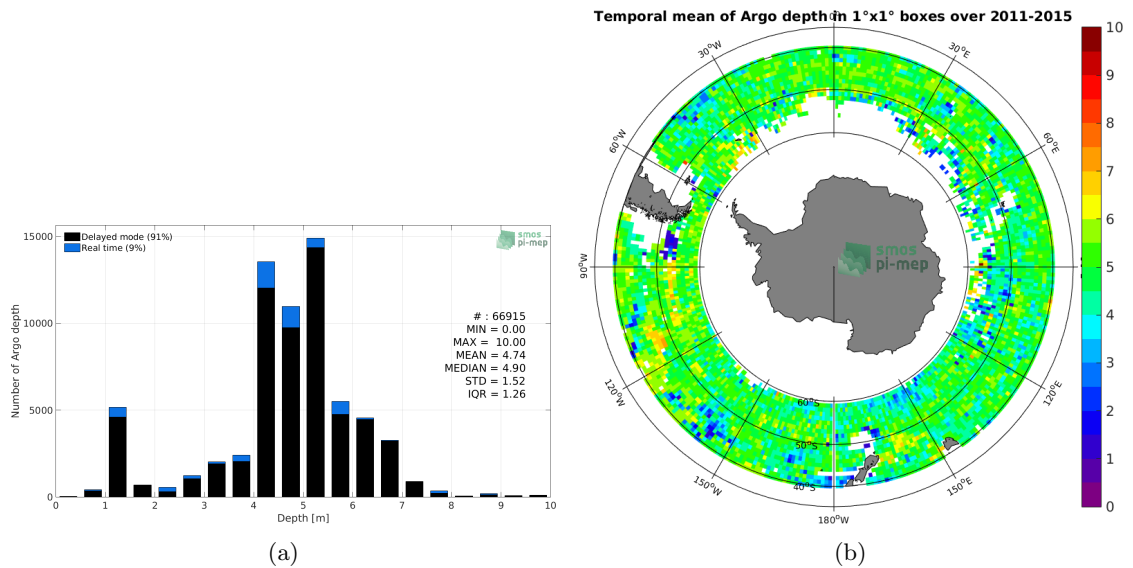 Delayed mode (91%)
Real time (9%)
smos
pi-mep
15000
10000
5000
0
Number of Argo depth
# : 66915
MIN = 0.00
MAX = 10.00
MEAN = 4.74
MEDIAN = 4.90
STD = 1.52
IQR = 1.26
0 1 2 3 4 5 6 7 8 9 10
Depth [m]
(a)
Temporal mean of Argo depth in 1°x1° boxes over 2011-2015
0°
30°W
30°E
60°W
60°E
90°W
120°W
120°E
150°W
150°E
180°W
60°S
50°S
40°S
smos
pi-mep
10
9
8
7
6
5
4
3
2
1
0
(b)